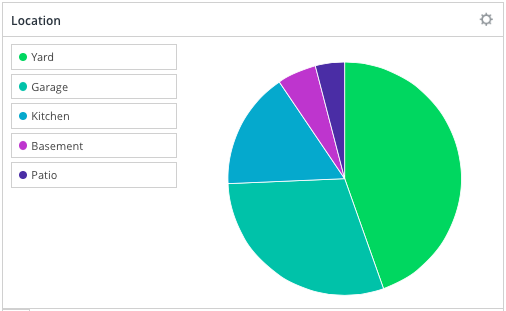 Location
Yard
Garage
Kitchen
Basement
Patio